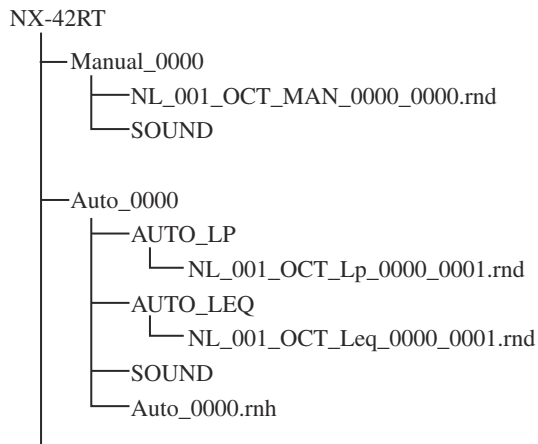 NX-42RT
Manual_0000
NL_001_OCT_MAN_0000_0000.rnd
SOUND
Auto_0000
AUTO_LP
NL_001_OCT_Lp_0000_0001.rnd
AUTO_LEQ
NL_001_OCT_Leq_0000_0001.rnd
SOUND
Auto_0000.rnh